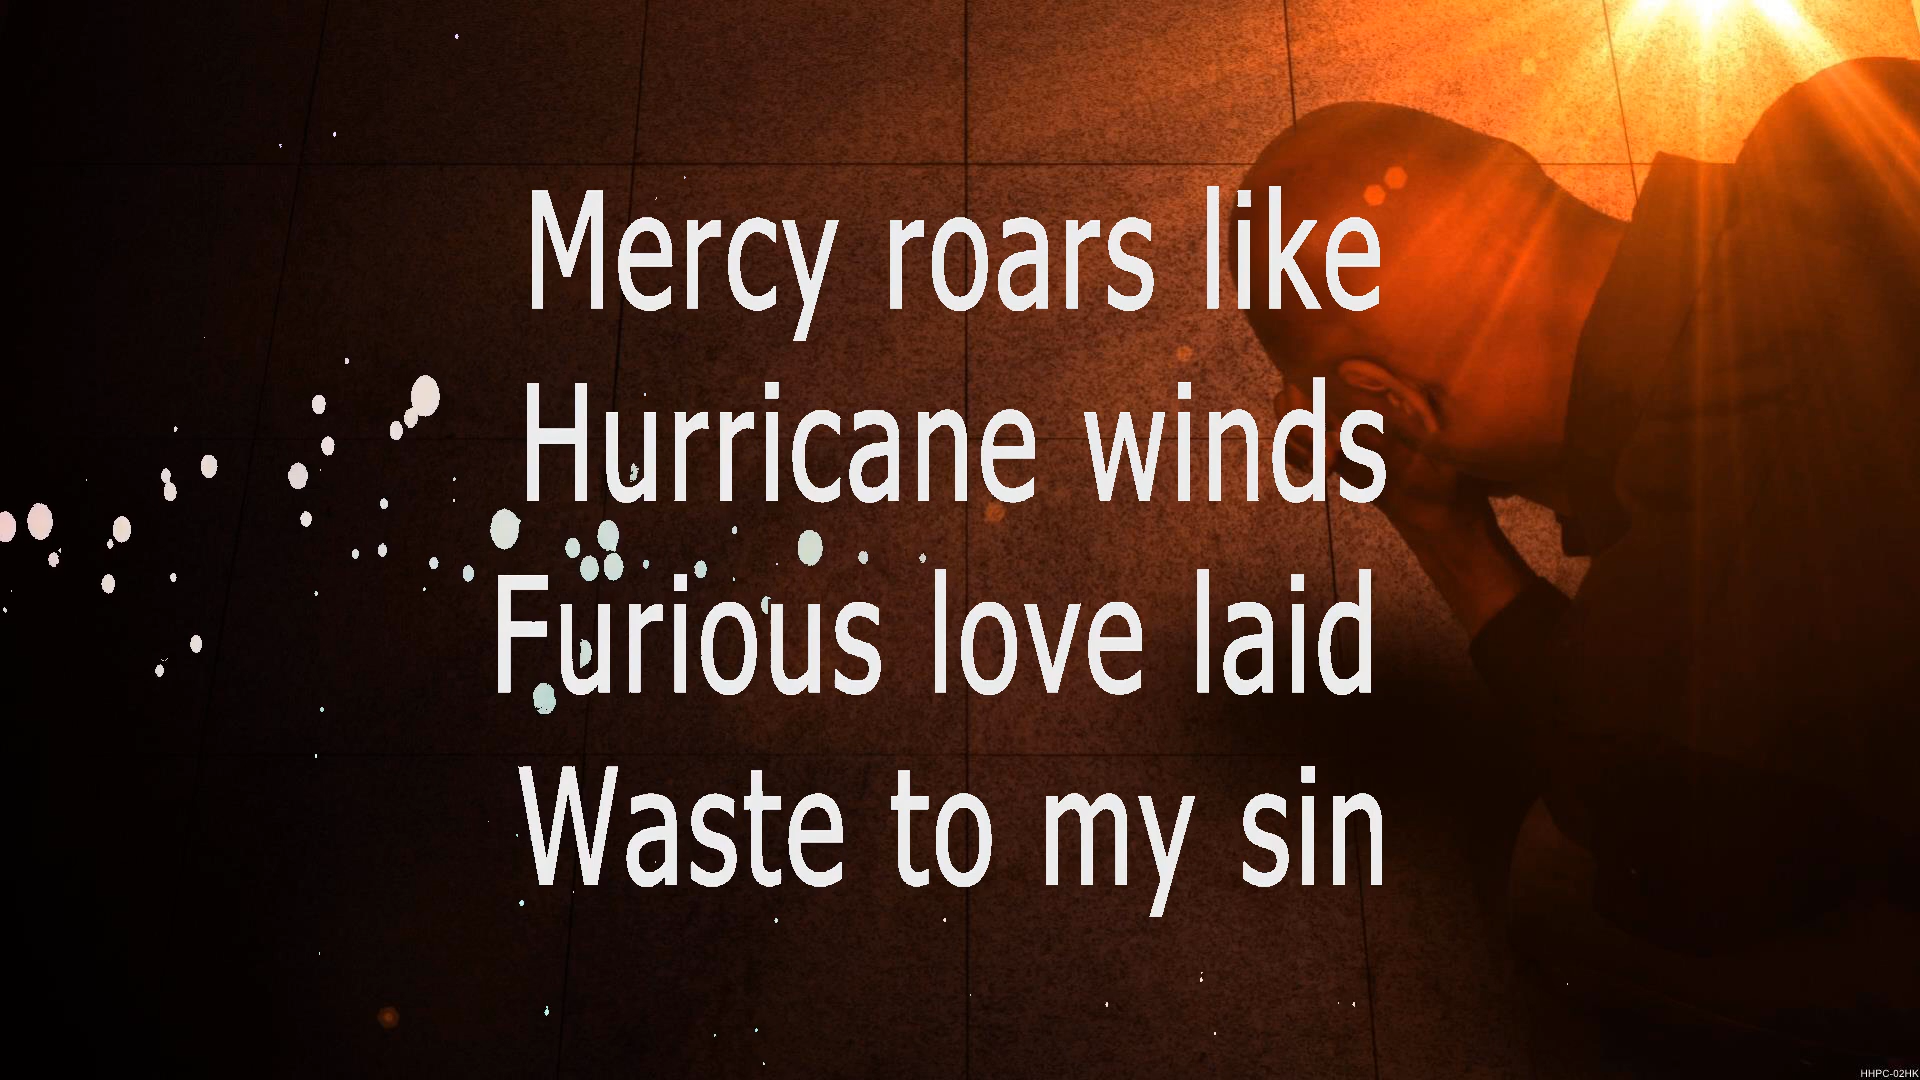 Mercy roars like
Hurricane winds
Furious love laid
Waste to my sin
HHPC-02HK